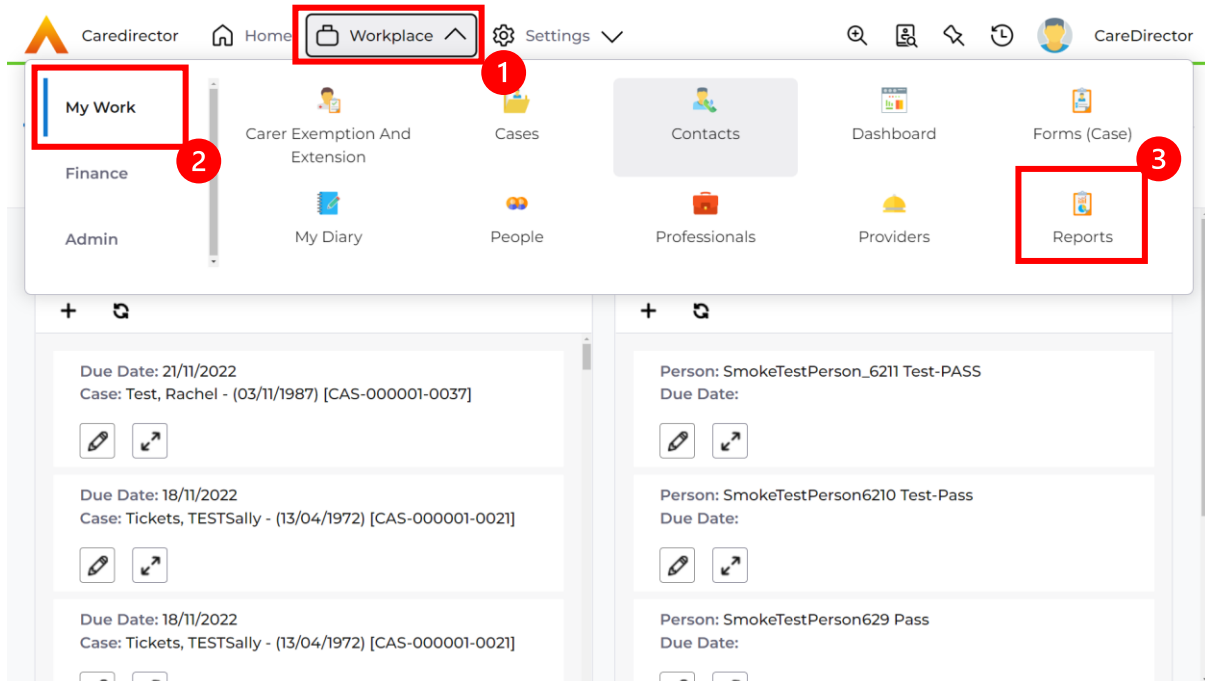 Caredirector Home Workplace Settings CareDirector
1
My Work
2
Finance
Admin
Carer Exemption And
Extension
Cases
Contacts
Dashboard
Forms (Case)
3
My Diary
People
Professionals
Providers
Reports
Due Date: 21/11/2022
Case: Test, Rachel - (03/11/1987) [CAS-000001-0037]
Due Date: 18/11/2022
Case: Tickets, TESTSally - (13/04/1972) [CAS-000001-0021]
Due Date: 18/11/2022
Case: Tickets, TESTSally - (13/04/1972) [CAS-000001-0021]
Person: SmokeTestPerson_6211 Test-PASS
Due Date:
Person: SmokeTestPerson6210 Test-Pass
Due Date:
Person: SmokeTestPerson629 Pass
Due Date: